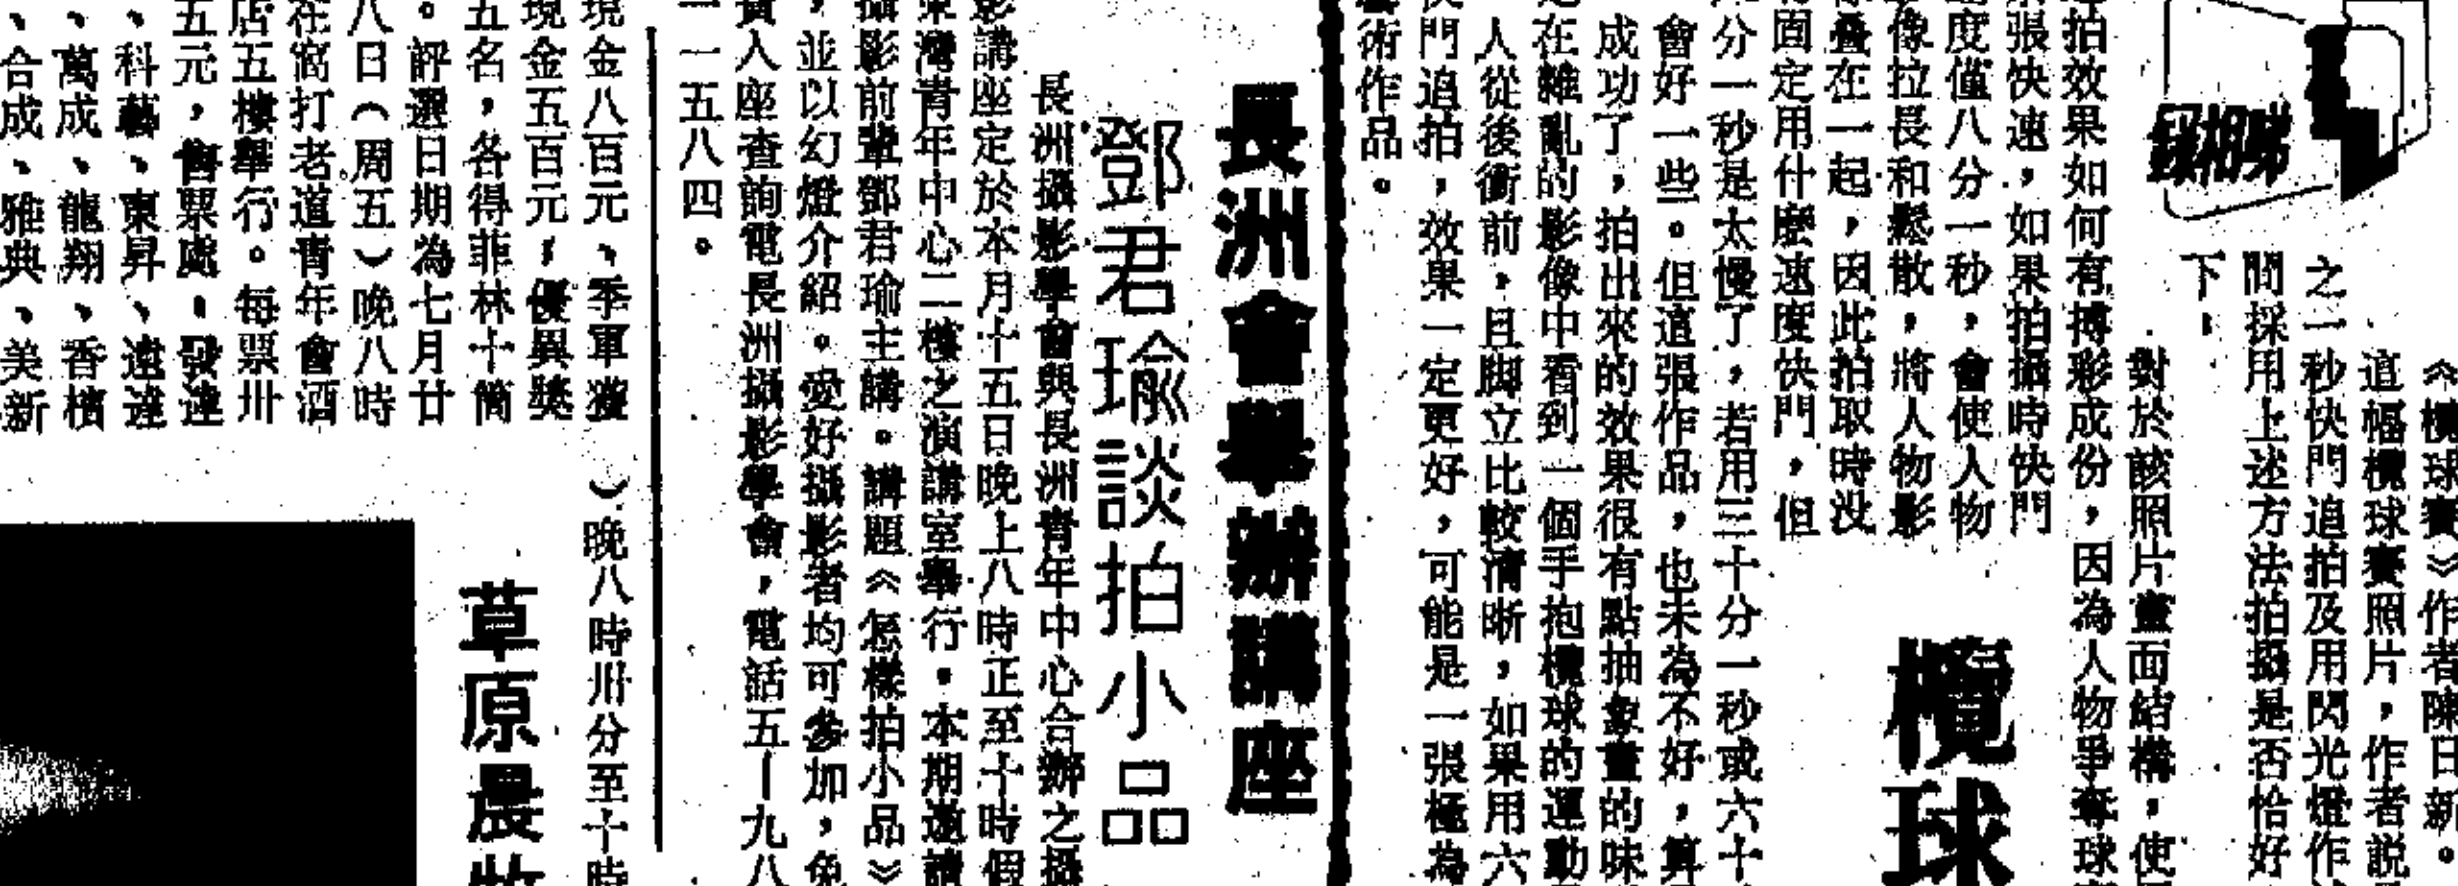 《欖球賽》作者陳日新。
這幅欖球賽照片，作者説
之一秒快門追拍及用閃光燈作
間採用上述方法拍攝是否恰好
下：
對於該照片畫面結構，使
拍效果如何有搏彩成份，因為人物爭奪球
張快速，如果拍攝時快門
度僅八分一秒，會使人物
像拉長和鬆散，將人物影
疊在一起，因此拍取時没
固定用什麼速度快門，但
分一秒是太慢了，若用三十分一秒或六十
會好一些。但這張作品，也未為不好，算
成功了，拍出來的效果很有點抽象畫的味
在雜亂的影像中看到一個手抱欖球的運動
人從後衝前，且脚立比較清晰，如果用六
門追拍，效果一定更好，可能是一張極為
術作品。
欖球
長洲會舉辦講座
鄧君瑜談拍小品
長洲攝影學會與長洲青年中心合辦之攝
影講座定於本月十五日晚上八時正至十時假
東灣青年中心二樓之演講室舉行。本期邀請
攝影前輩鄧君瑜主講。講題《怎樣拍小品》
，並以幻燈介紹。愛好攝影者均可參加，免
費入座查詢電長洲攝影學會，電話五—九八
一一五八四。
現金八百元、季軍獲
現金五百元，優異獎
五名，各得菲林十筒
。評選日期為七月廿
八日（周五）晚八時
在窩打老道青年會酒
店五樓舉行。每票卅
五元，售票處：發達
、科藝、東昇、遠達
、萬成、龍翔、香檳
、合成、雅典、美新
）晚八時卅分至十時
草原晨牧